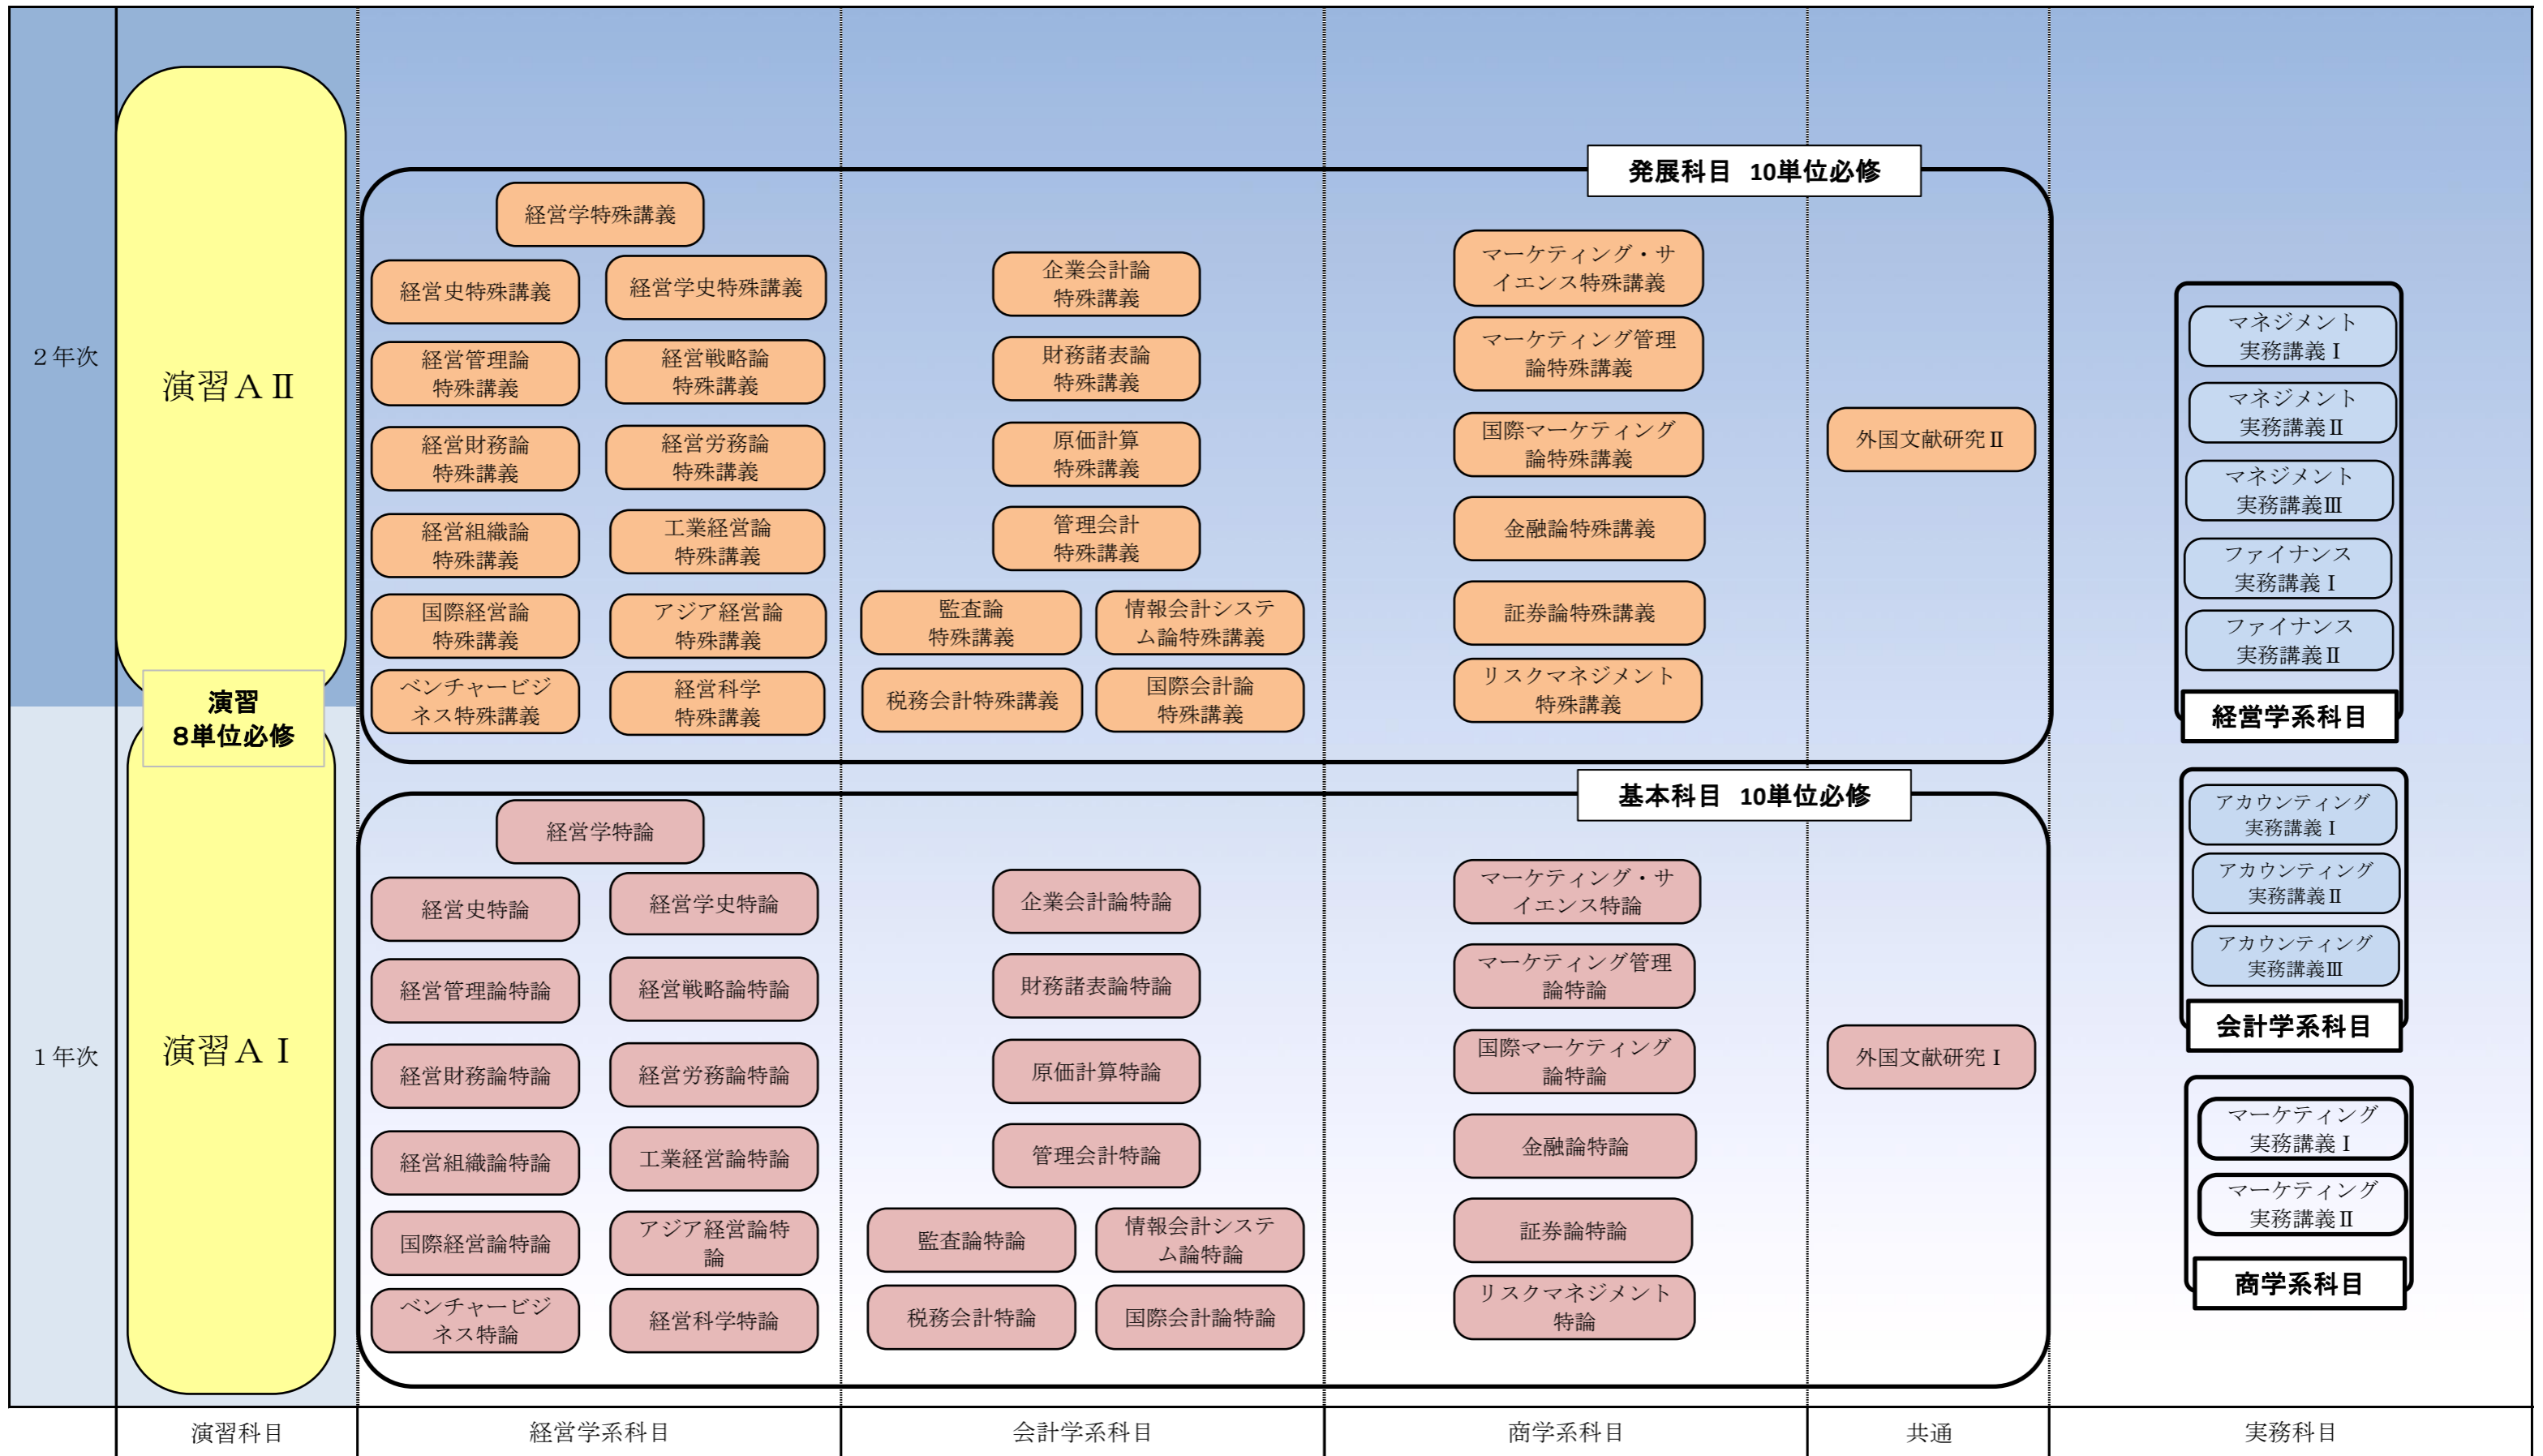 発展科目 10単位必修
経営学特殊講義
経営史特殊講義
経営学史特殊講義
企業会計論
特殊講義
マーケティング・サ
イエンス特殊講義
2年次
演習AⅡ
経営管理論
特殊講義
経営戦略論
特殊講義
財務諸表論
特殊講義
マーケティング管理
論特殊講義
経営財務論
特殊講義
経営労務論
特殊講義
原価計算
特殊講義
国際マーケティング
論特殊講義
外国文献研究Ⅱ
経営組織論
特殊講義
工業経営論
特殊講義
管理会計
特殊講義
金融論特殊講義
国際経営論
特殊講義
アジア経営論
特殊講義
監査論
特殊講義
情報会計システ
ム論特殊講義
証券論特殊講義
ベンチャービジ
ネス特殊講義
経営科学
特殊講義
税務会計特殊講義
国際会計論
特殊講義
リスクマネジメント
特殊講義
マネジメント
実務講義Ⅰ
マネジメント
実務講義Ⅱ
マネジメント
実務講義Ⅲ
ファイナンス
実務講義Ⅰ
ファイナンス
実務講義Ⅱ
経営学系科目
演習
8単位必修
基本科目 10単位必修
経営学特論
経営史特論
経営学史特論
企業会計論特論
マーケティング・サ
イエンス特論
経営管理論特論
経営戦略論特論
財務諸表論特論
マーケティング管理
論特論
1年次
演習AⅠ
経営財務論特論
経営労務論特論
原価計算特論
国際マーケティング
論特論
外国文献研究Ⅰ
経営組織論特論
工業経営論特論
管理会計特論
金融論特論
国際経営論特論
アジア経営論特
論
監査論特論
情報会計システ
ム論特論
証券論特論
ベンチャービジ
ネス特論
経営科学特論
税務会計特論
国際会計論特論
リスクマネジメント
特論
アカウンティング
実務講義Ⅰ
アカウンティング
実務講義Ⅱ
アカウンティング
実務講義Ⅲ
会計学系科目
マーケティング
実務講義Ⅰ
マーケティング
実務講義Ⅱ
商学系科目
演習科目
経営学系科目
会計学系科目
商学系科目
共通
実務科目